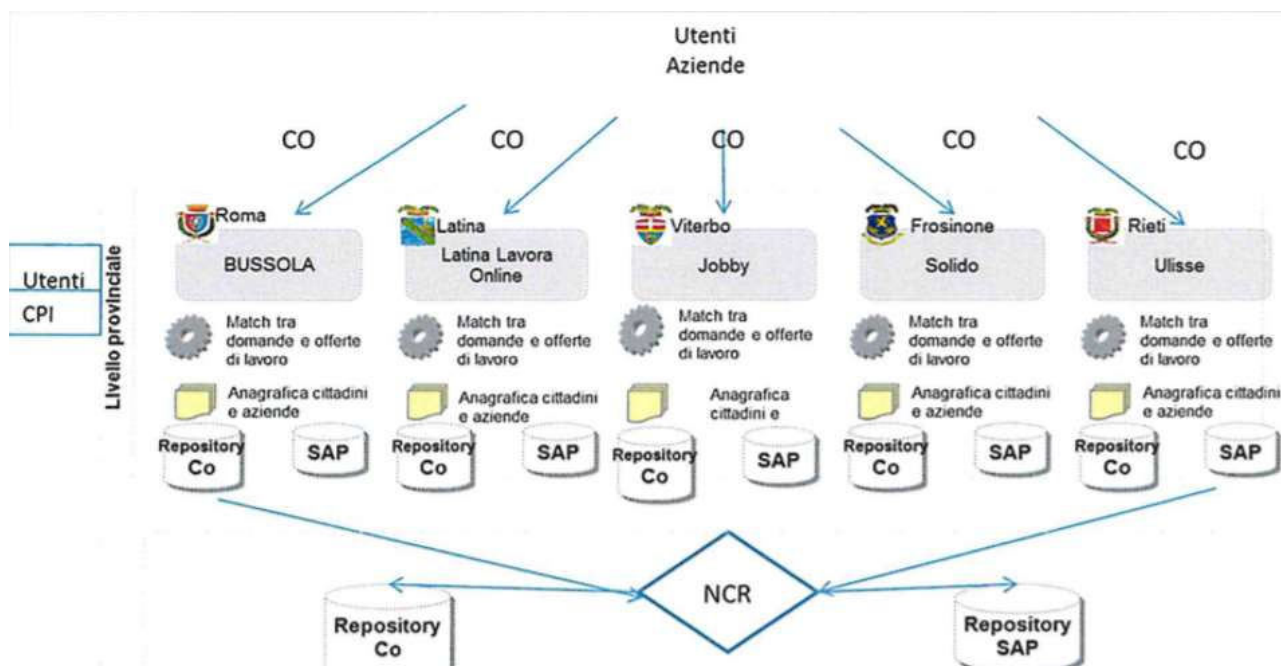 Utenti
Aziende
CO
CO
CO
CO
CO
Roma
Latina
Viterbo
Frosinone
Rieti
BUSSOLA
Latina Lavora
Online
Jobby
Solido
Ulisse
Utenti
CPI
Livello provinciale
Match tra
domande e offerte
di lavoro
Match tra
domande e offerte
di lavoro
Match tra
domande e offerte
di lavoro
Match tra
domande e offerte
di lavoro
Match tra
domande e offerte
di lavoro
Anagrafica cittadini
e aziende
Anagrafica cittadini
e aziende
Anagrafica
cittadini e
Anagrafica cittadini
e aziende
Anagrafica cittadini
e aziende
Repository
Co
SAP
Repository
Co
SAP
Repository
Co
SAP
Repository
Co
SAP
Repository
Co
SAP
NCR
Repository
Co
Repository
SAP